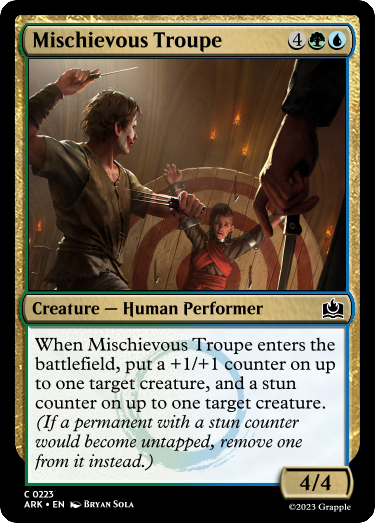 Mischievous Troupe 4
Creature — Human Performer
When Mischievous Troupe enters the
battlefield, put a +1/+1 counter on up
to one target creature, and a stun
counter on up to one target creature.
(If a permanent with a stun counter
would become untapped, remove one
from it instead.)
4/4
C 0223
ARK • EN Bryan Sola
©2023 Grapple